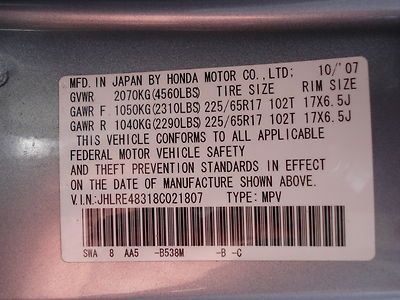 MFD. IN JAPAN BY HONDA MOTOR CO., LTD; 10/'07
GVWR 2070KG(4560LBS) TIRE SIZE RIM SIZE
GAWR F 1050KG(2310LBS) 225/65R17 102T 17X6.5J
GAWR R 1040KG(2290LBS) 225/65R17 102T 17X6.5J
THIS VEHICLE CONFORMS TO ALL APPLICABLE
FEDERAL MOTOR VEHICLE SAFETY
AND THEFT PREVENTION STANDARDS IN EFFECT
ON THE DATE OF MANUFACTURE SHOWN ABOVE.
V.I.N:JHLRE48318C021807 TYPE: MPV
SWA 8 AA5 -B538M -B -C